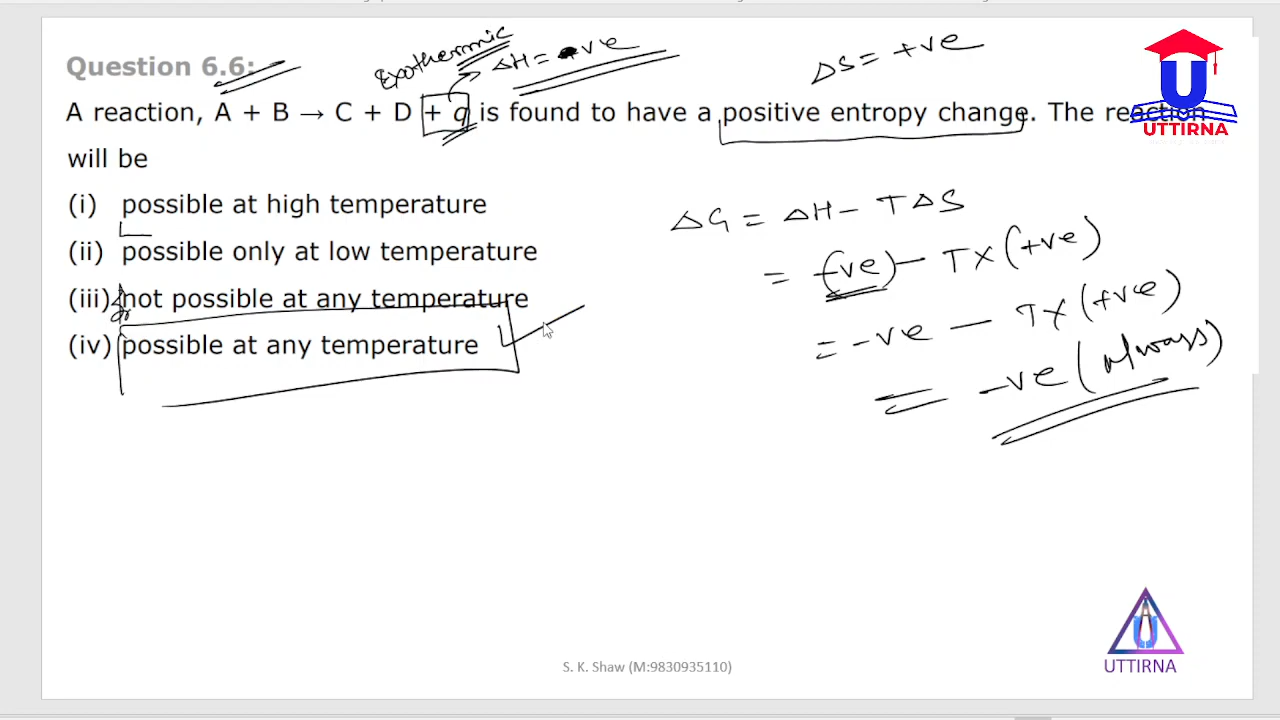 Question 6.6:
Exothermic
ΔH = -ve
ΔS = +ve
A reaction, A + B → C + D + q is found to have a positive entropy change. The reaction
will be
(i) possible at high temperature
(ii) possible only at low temperature
(iii) not possible at any temperature
(iv) possible at any temperature
ΔG = ΔH - TΔS
= (-ve) - T x (+ve)
= -ve - T x (+ve)
= -ve (always)
UTTIRNA
S. K. Shaw (M:9830935110)
UTTIRNA